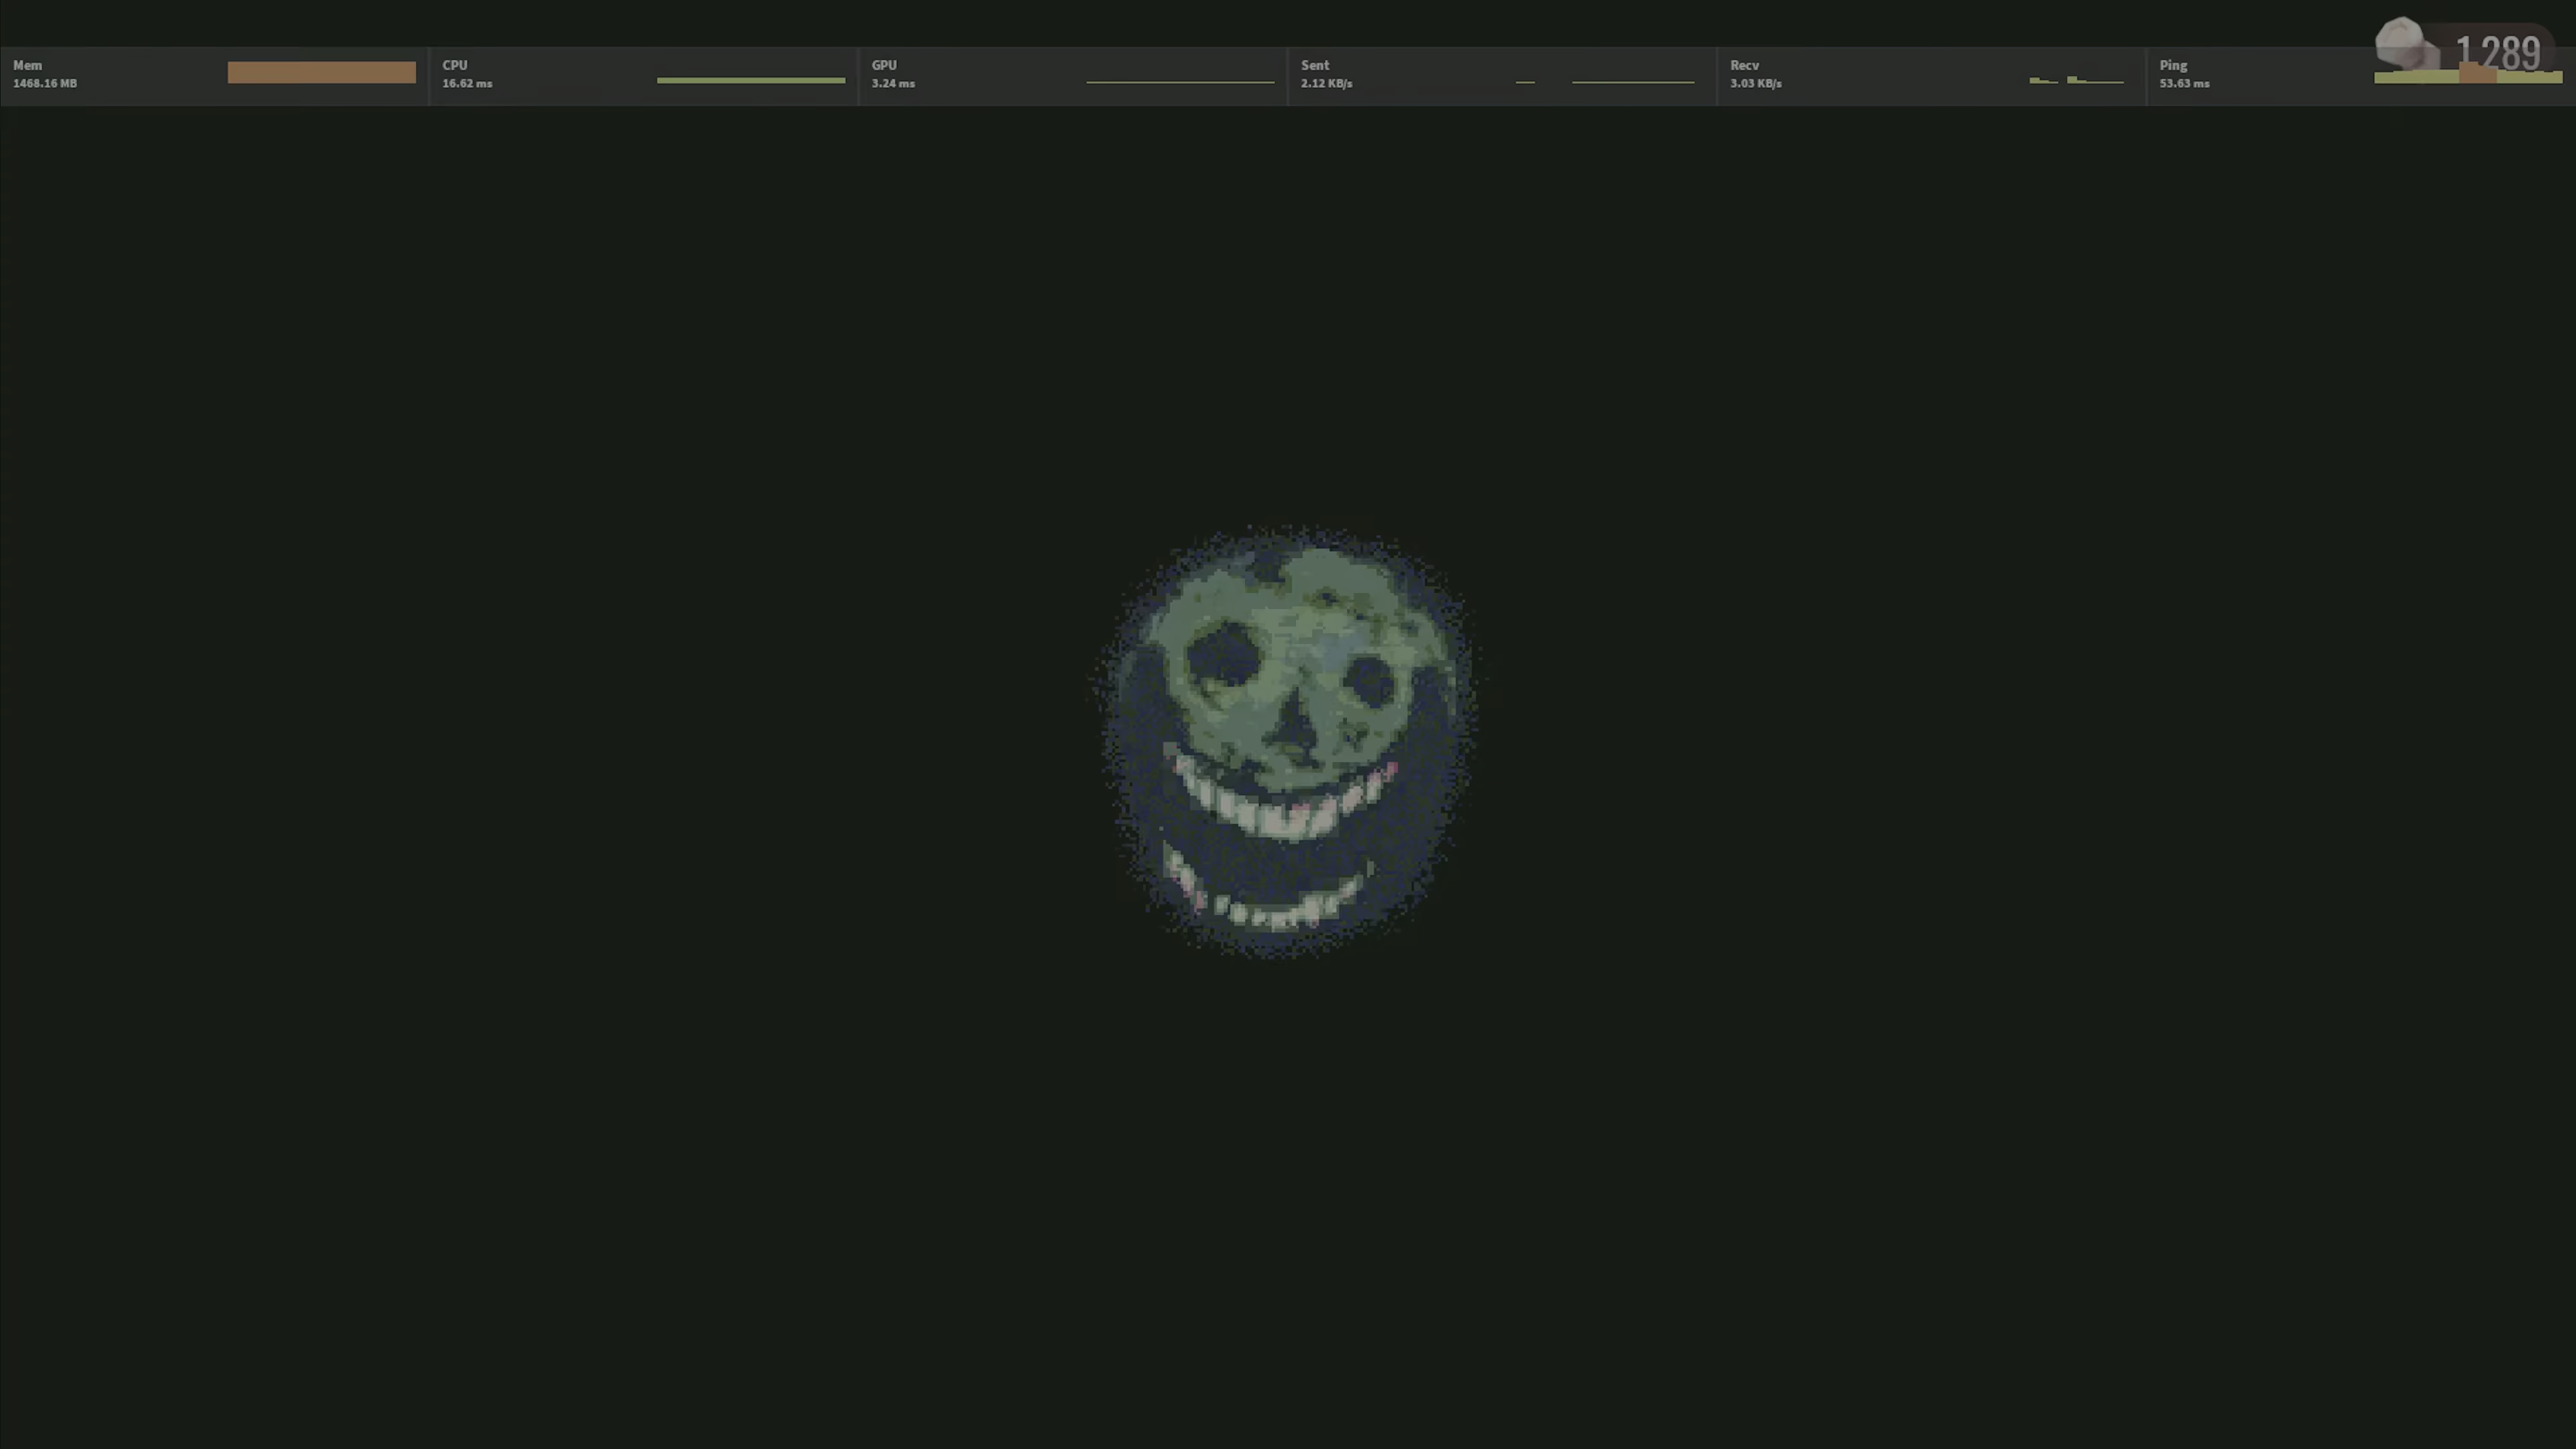 Mem
1468.16 MB
CPU
16.62 ms
GPU
3.24 ms
Sent
2.12 KB/s
Recv
3.03 KB/s
Ping
53.63 ms
1,289